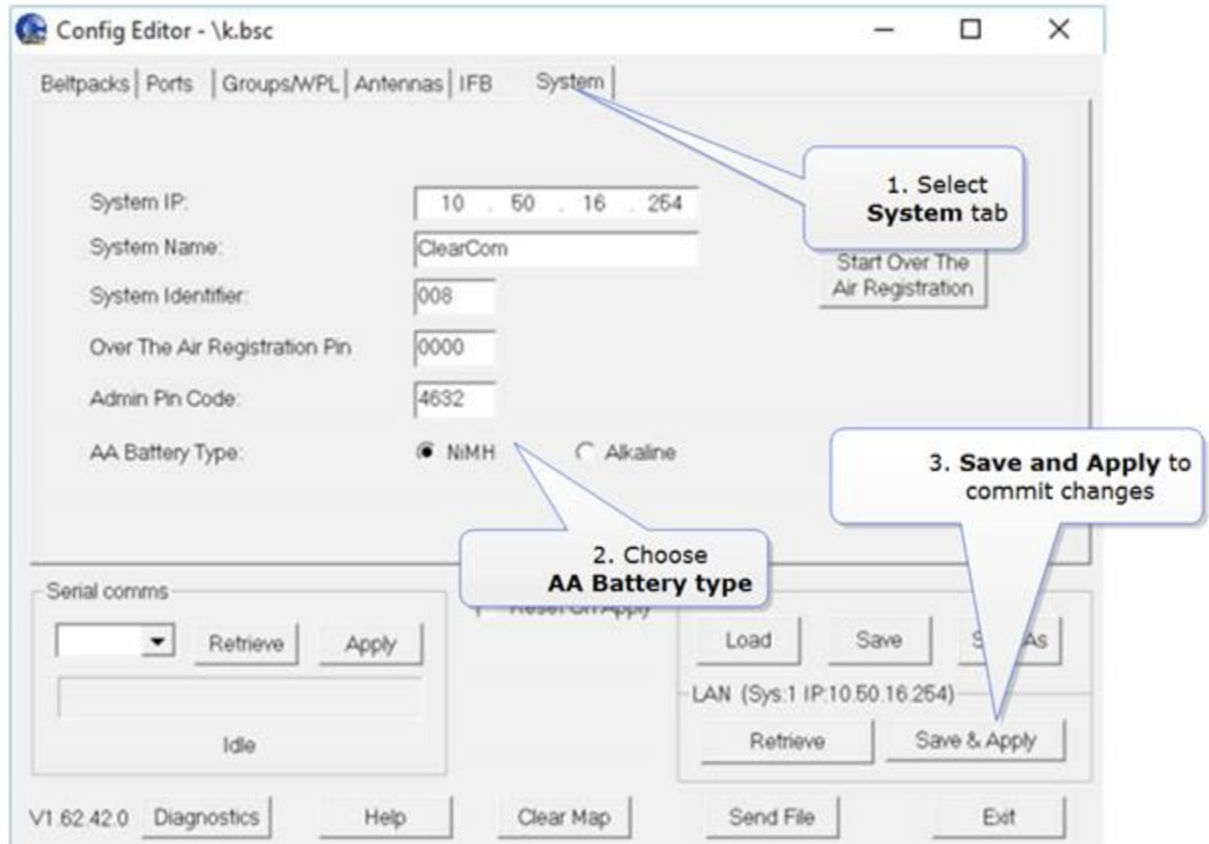 Config Editor - \k.bsc
Beltpacks Ports Groups/WPL Antennas IFB System
1. Select
System tab
System IP: 10 . 50 . 16 . 254
System Name: ClearCom
Start Over The
Air Registration
System Identifier: 008
Over The Air Registration Pin 0000
Admin Pin Code: 4632
AA Battery Type: NiMH Alkaline
3. Save and Apply to
commit changes
2. Choose
AA Battery type
Serial comms
Reset On Apply
Retrieve Apply
Load Save As
LAN (Sys:1 IP:10.50.16.254)
Idle
Retrieve Save & Apply
V1.62.42.0 Diagnostics Help Clear Map Send File Exit